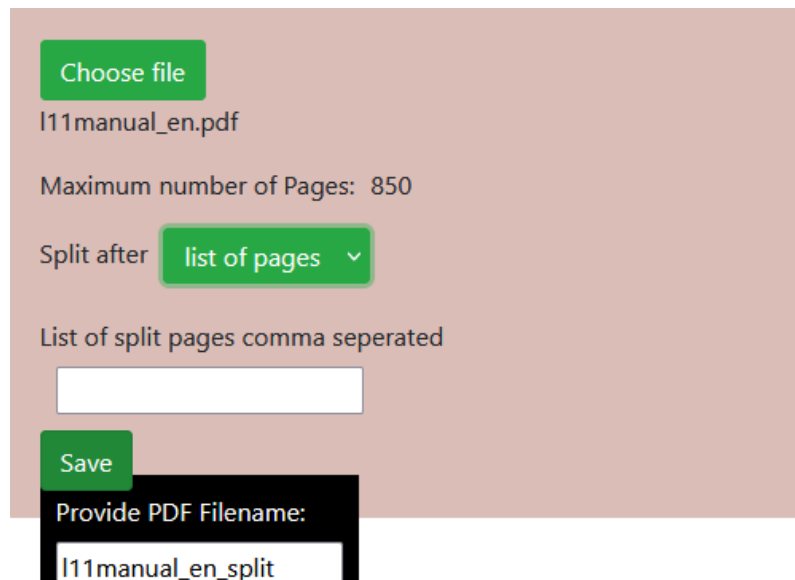 Choose file
l11manual_en.pdf
Maximum number of Pages: 850
Split after list of pages
List of split pages comma seperated
Save
Provide PDF Filename:
l11manual_en_split